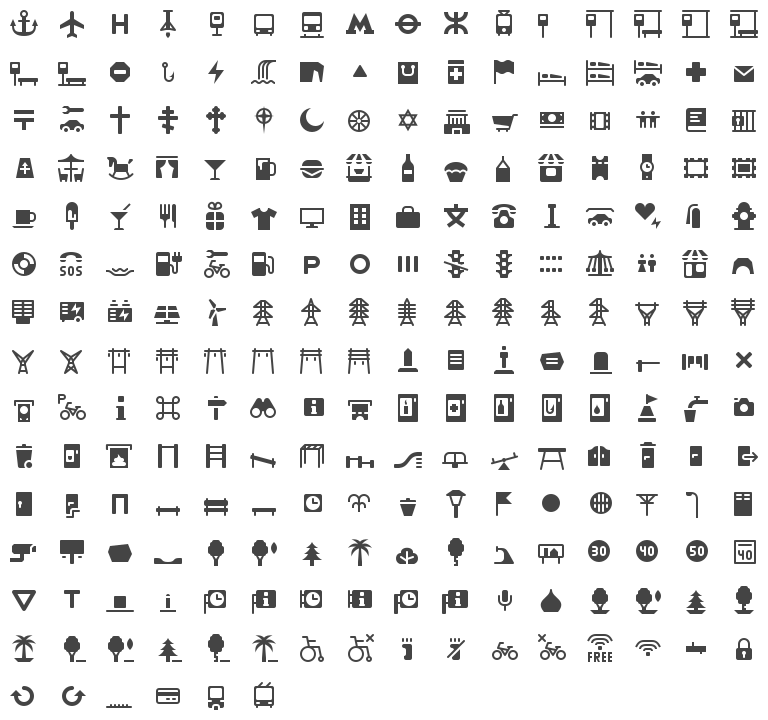 H M
SOS P
P i i
i
30 40 50 40
T i i i i
FREE